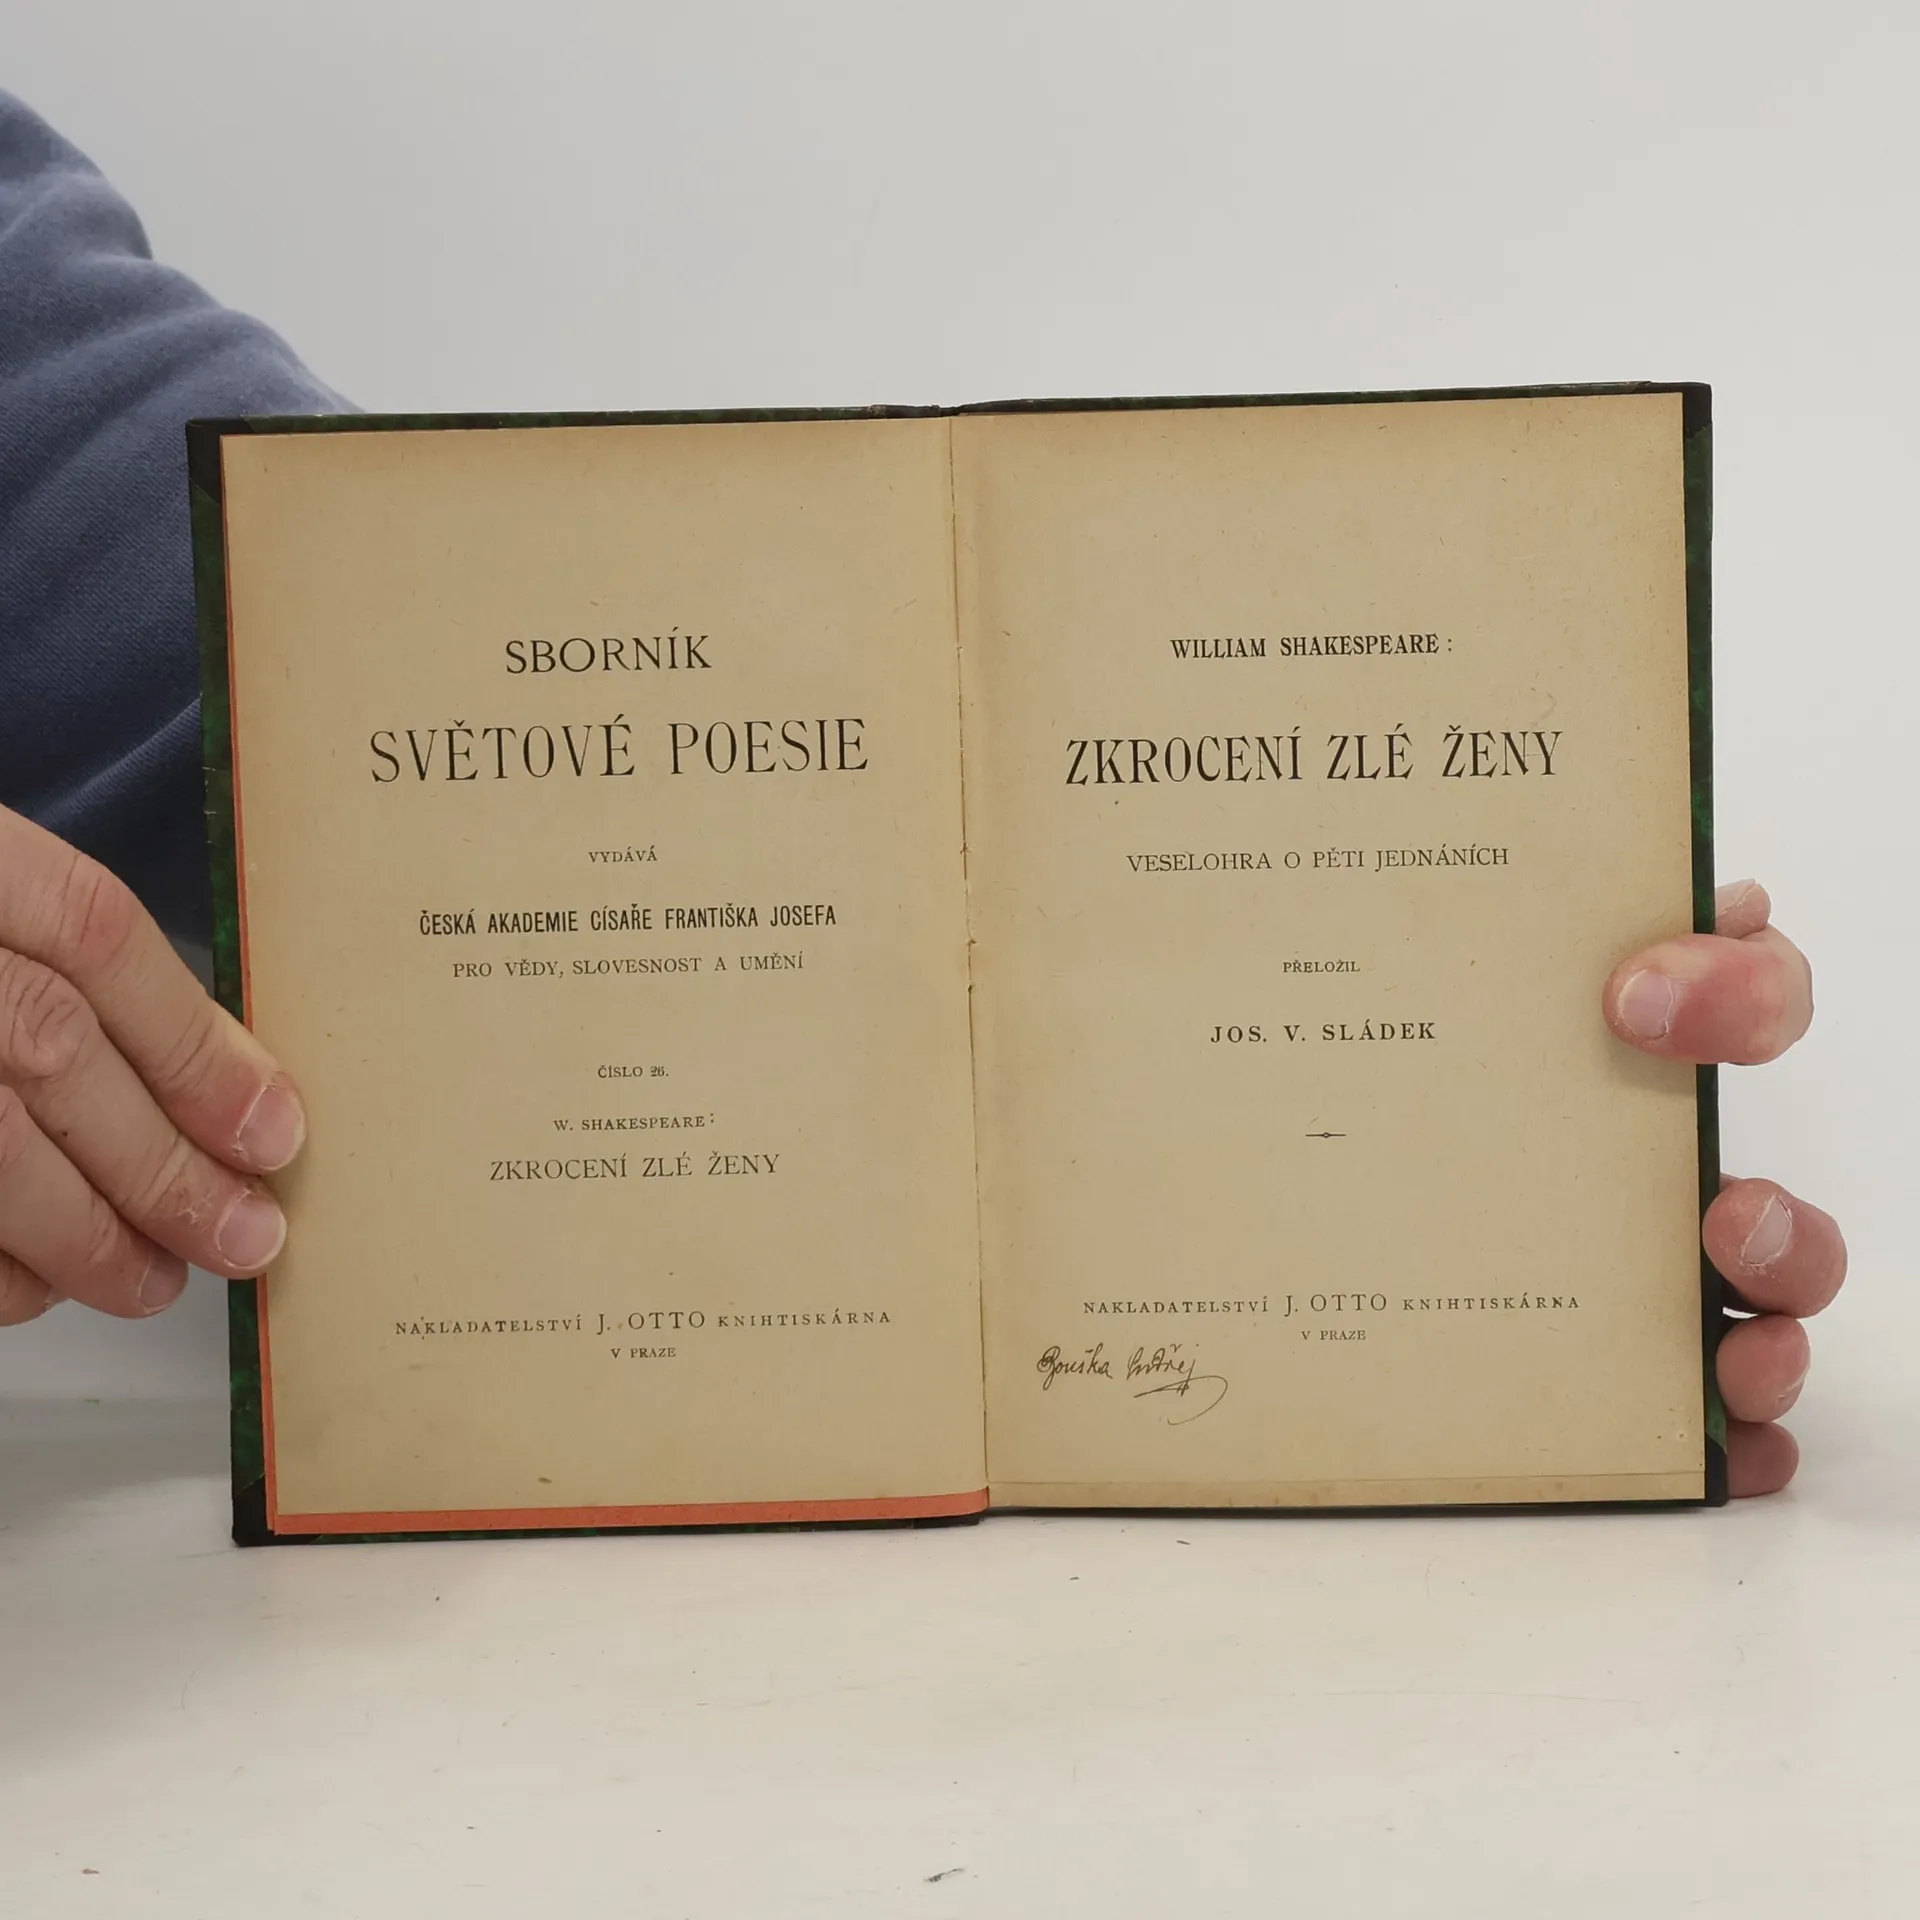 SBORNÍK
SVĚTOVÉ POESIE
VYDÁVÁ
ČESKÁ AKADEMIE CÍSAŘE FRANTIŠKA JOSEFA
PRO VĚDY, SLOVESNOST A UMĚNÍ
ČÍSLO 26.
W. SHAKESPEARE:
ZKROCENÍ ZLÉ ŽENY
NAKLADATELSTVÍ J. OTTO KNIHTISKÁRNA
V PRAZE
WILLIAM SHAKESPEARE:
ZKROCENÍ ZLÉ ŽENY
VESELOHRA O PĚTI JEDNÁNÍCH
PŘELOŽIL
JOS. V. SLÁDEK
NAKLADATELSTVÍ J. OTTO KNIHTISKÁRNA
V PRAZE